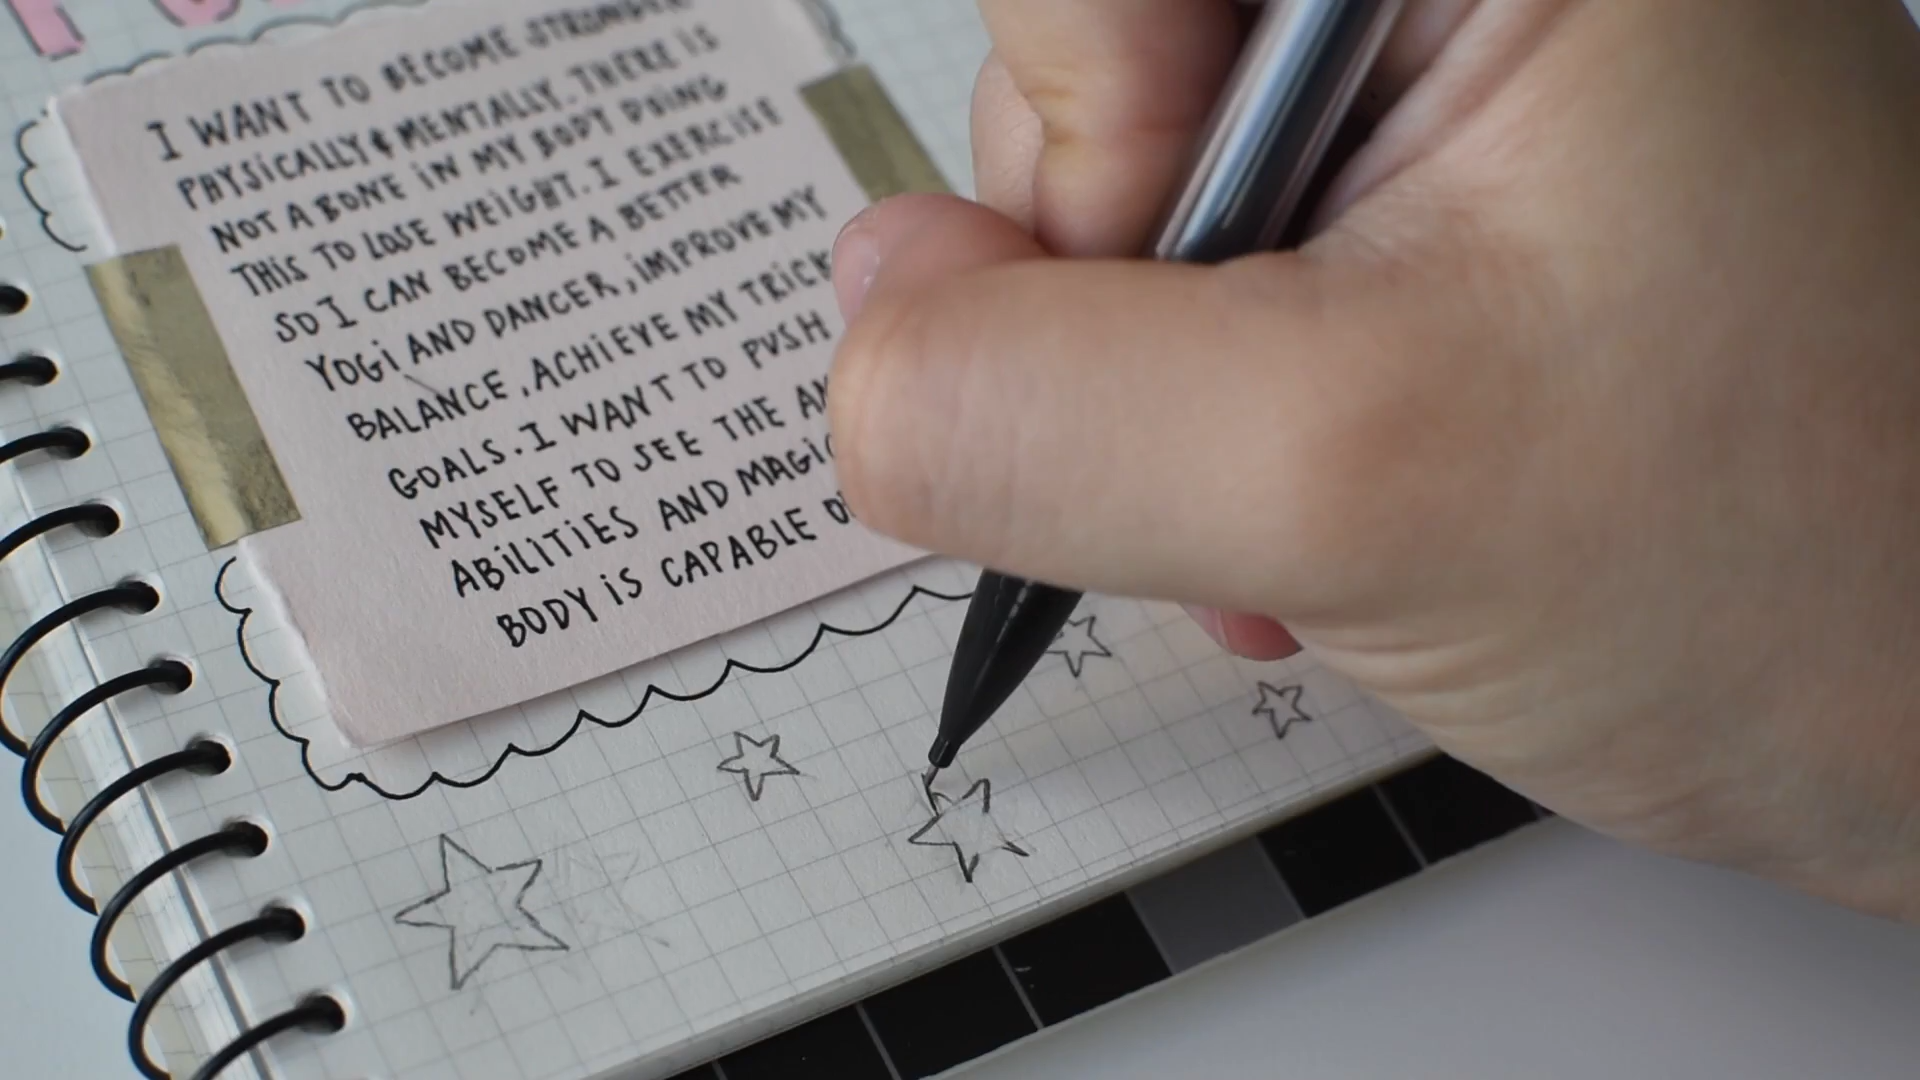 I WANT TO BECOME STRONGER
PHYSICALLY & MENTALLY. THERE IS
NOT A BONE IN MY BODY DOING
THIS TO LOSE WEIGHT. I EXERCISE
SO I CAN BECOME A BETTER
YOGI AND DANCER, IMPROVE MY
BALANCE, ACHIEVE MY TRICK
GOALS. I WANT TO PUSH
MYSELF TO SEE THE
ABILITIES AND MAGIC
BODY IS CAPABLE